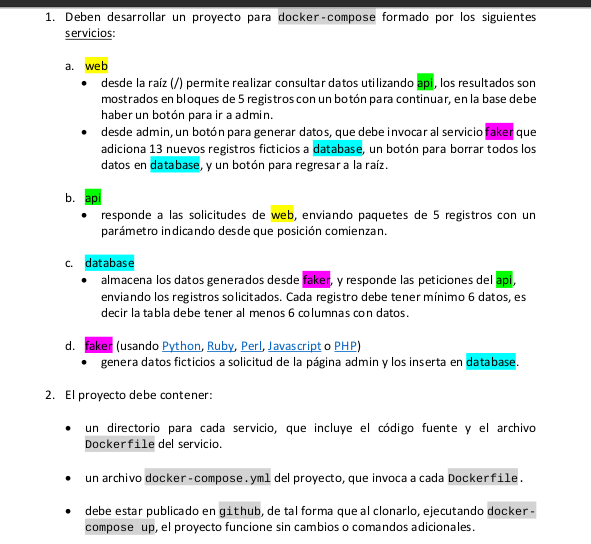 1. Deben desarrollar un proyecto para docker-compose formado por los siguientes
servicios:
a. web
• desde la raíz (/) permite realizar consultar datos utilizando api, los resultados son
mostrados en bloques de 5 registros con un botón para continuar, en la base debe
haber un botón para ir a admin.
• desde admin, un botón para generar datos, que debe invocar al servicio faker que
adiciona 13 nuevos registros ficticios a database, un botón para borrar todos los
datos en database, y un botón para regresar a la raíz.
b. api
• responde a las solicitudes de web, enviando paquetes de 5 registros con un
parámetro indicando desde que posición comienzan.
c. database
• almacena los datos generados desde faker, y responde las peticiones del api,
enviando los registros solicitados. Cada registro debe tener mínimo 6 datos, es
decir la tabla debe tener al menos 6 columnas con datos.
d. faker (usando Python, Ruby, Perl, Javascript o PHP)
• genera datos ficticios a solicitud de la página admin y los inserta en database.
2. El proyecto debe contener:
• un directorio para cada servicio, que incluye el código fuente y el archivo
Dockerfile del servicio.
• un archivo docker-compose.yml del proyecto, que invoca a cada Dockerfile.
• debe estar publicado en github, de tal forma que al clonarlo, ejecutando docker-
compose up, el proyecto funcione sin cambios o comandos adicionales.